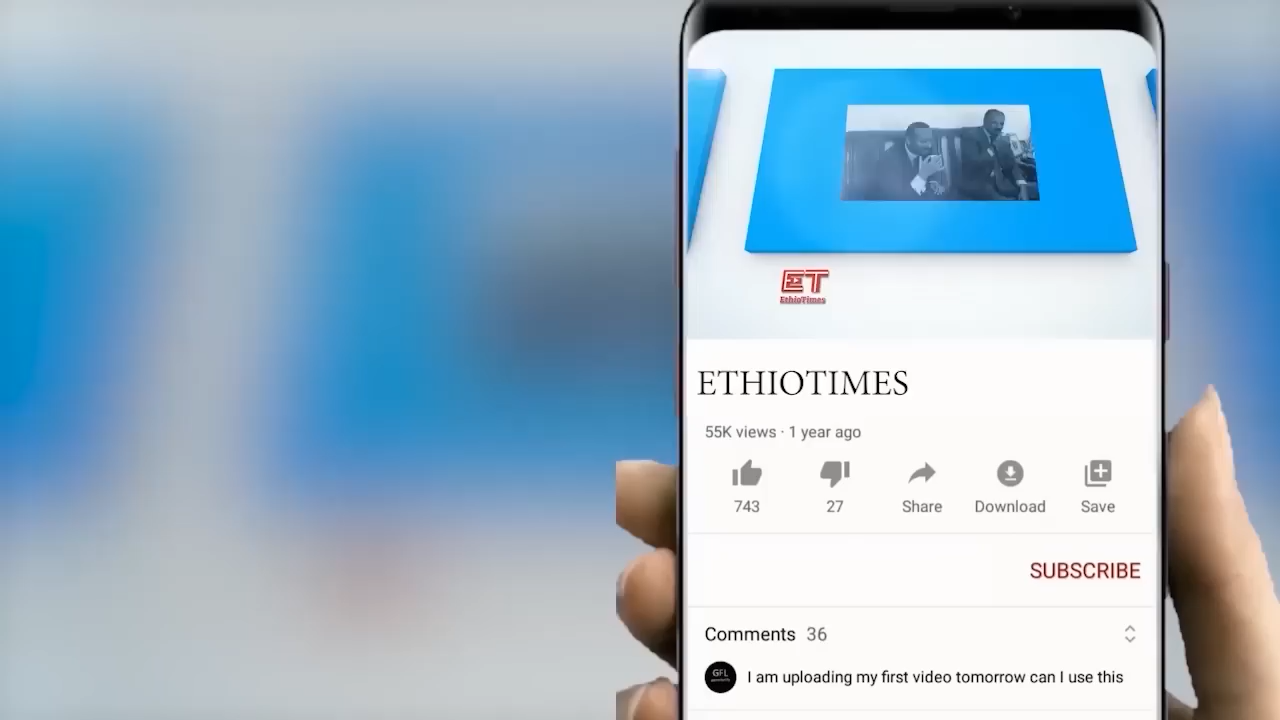 ET
EthioTimes
ETHIOTIMES
55K views · 1 year ago
743
27
Share
Download
Save
SUBSCRIBE
Comments 36
GFL
I am uploading my first video tomorrow can I use this